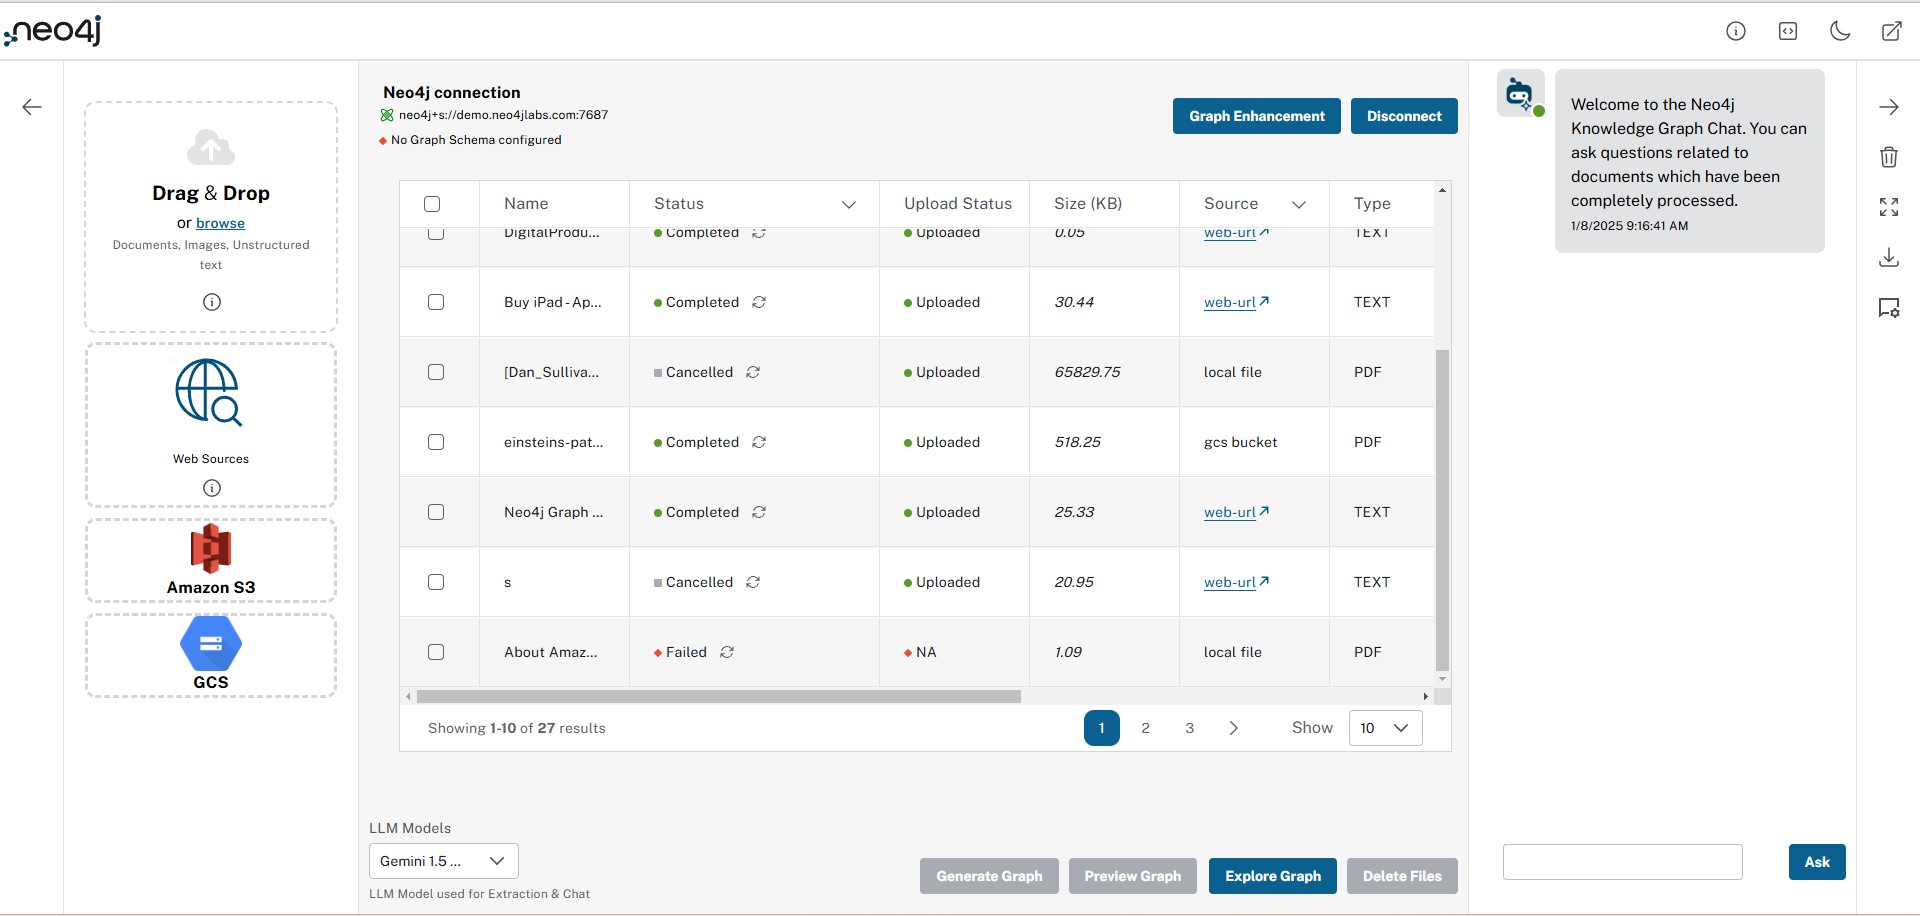 neo4j
Drag & Drop
or browse
Documents, Images, Unstructured
text
Web Sources
Amazon S3
GCS
Neo4j connection
neo4j+s://demo.neo4jlabs.com:7687
No Graph Schema configured
Graph Enhancement
Disconnect
Name Status Upload Status Size (KB) Source Type
DigitalProdu... Completed Uploaded 0.05 web-url TEXT
Buy iPad - Ap... Completed Uploaded 30.44 web-url TEXT
[Dan_Sulliva... Cancelled Uploaded 65829.75 local file PDF
einsteins-pat... Completed Uploaded 518.25 gcs bucket PDF
Neo4j Graph ... Completed Uploaded 25.33 web-url TEXT
s Cancelled Uploaded 20.95 web-url TEXT
About Amaz... Failed NA 1.09 local file PDF
Showing 1-10 of 27 results
1 2 3 Show 10
LLM Models
Gemini 1.5 ...
LLM Model used for Extraction & Chat
Generate Graph
Preview Graph
Explore Graph
Delete Files
Welcome to the Neo4j
Knowledge Graph Chat. You can
ask questions related to
documents which have been
completely processed.
1/8/2025 9:16:41 AM
Ask